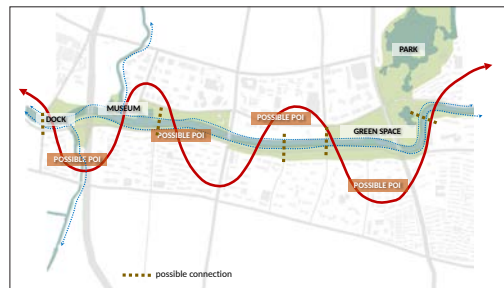 PARK
MUSEUM
DOCK
POSSIBLE POI
POSSIBLE POI
GREEN SPACE
POSSIBLE POI
POSSIBLE POI
possible connection